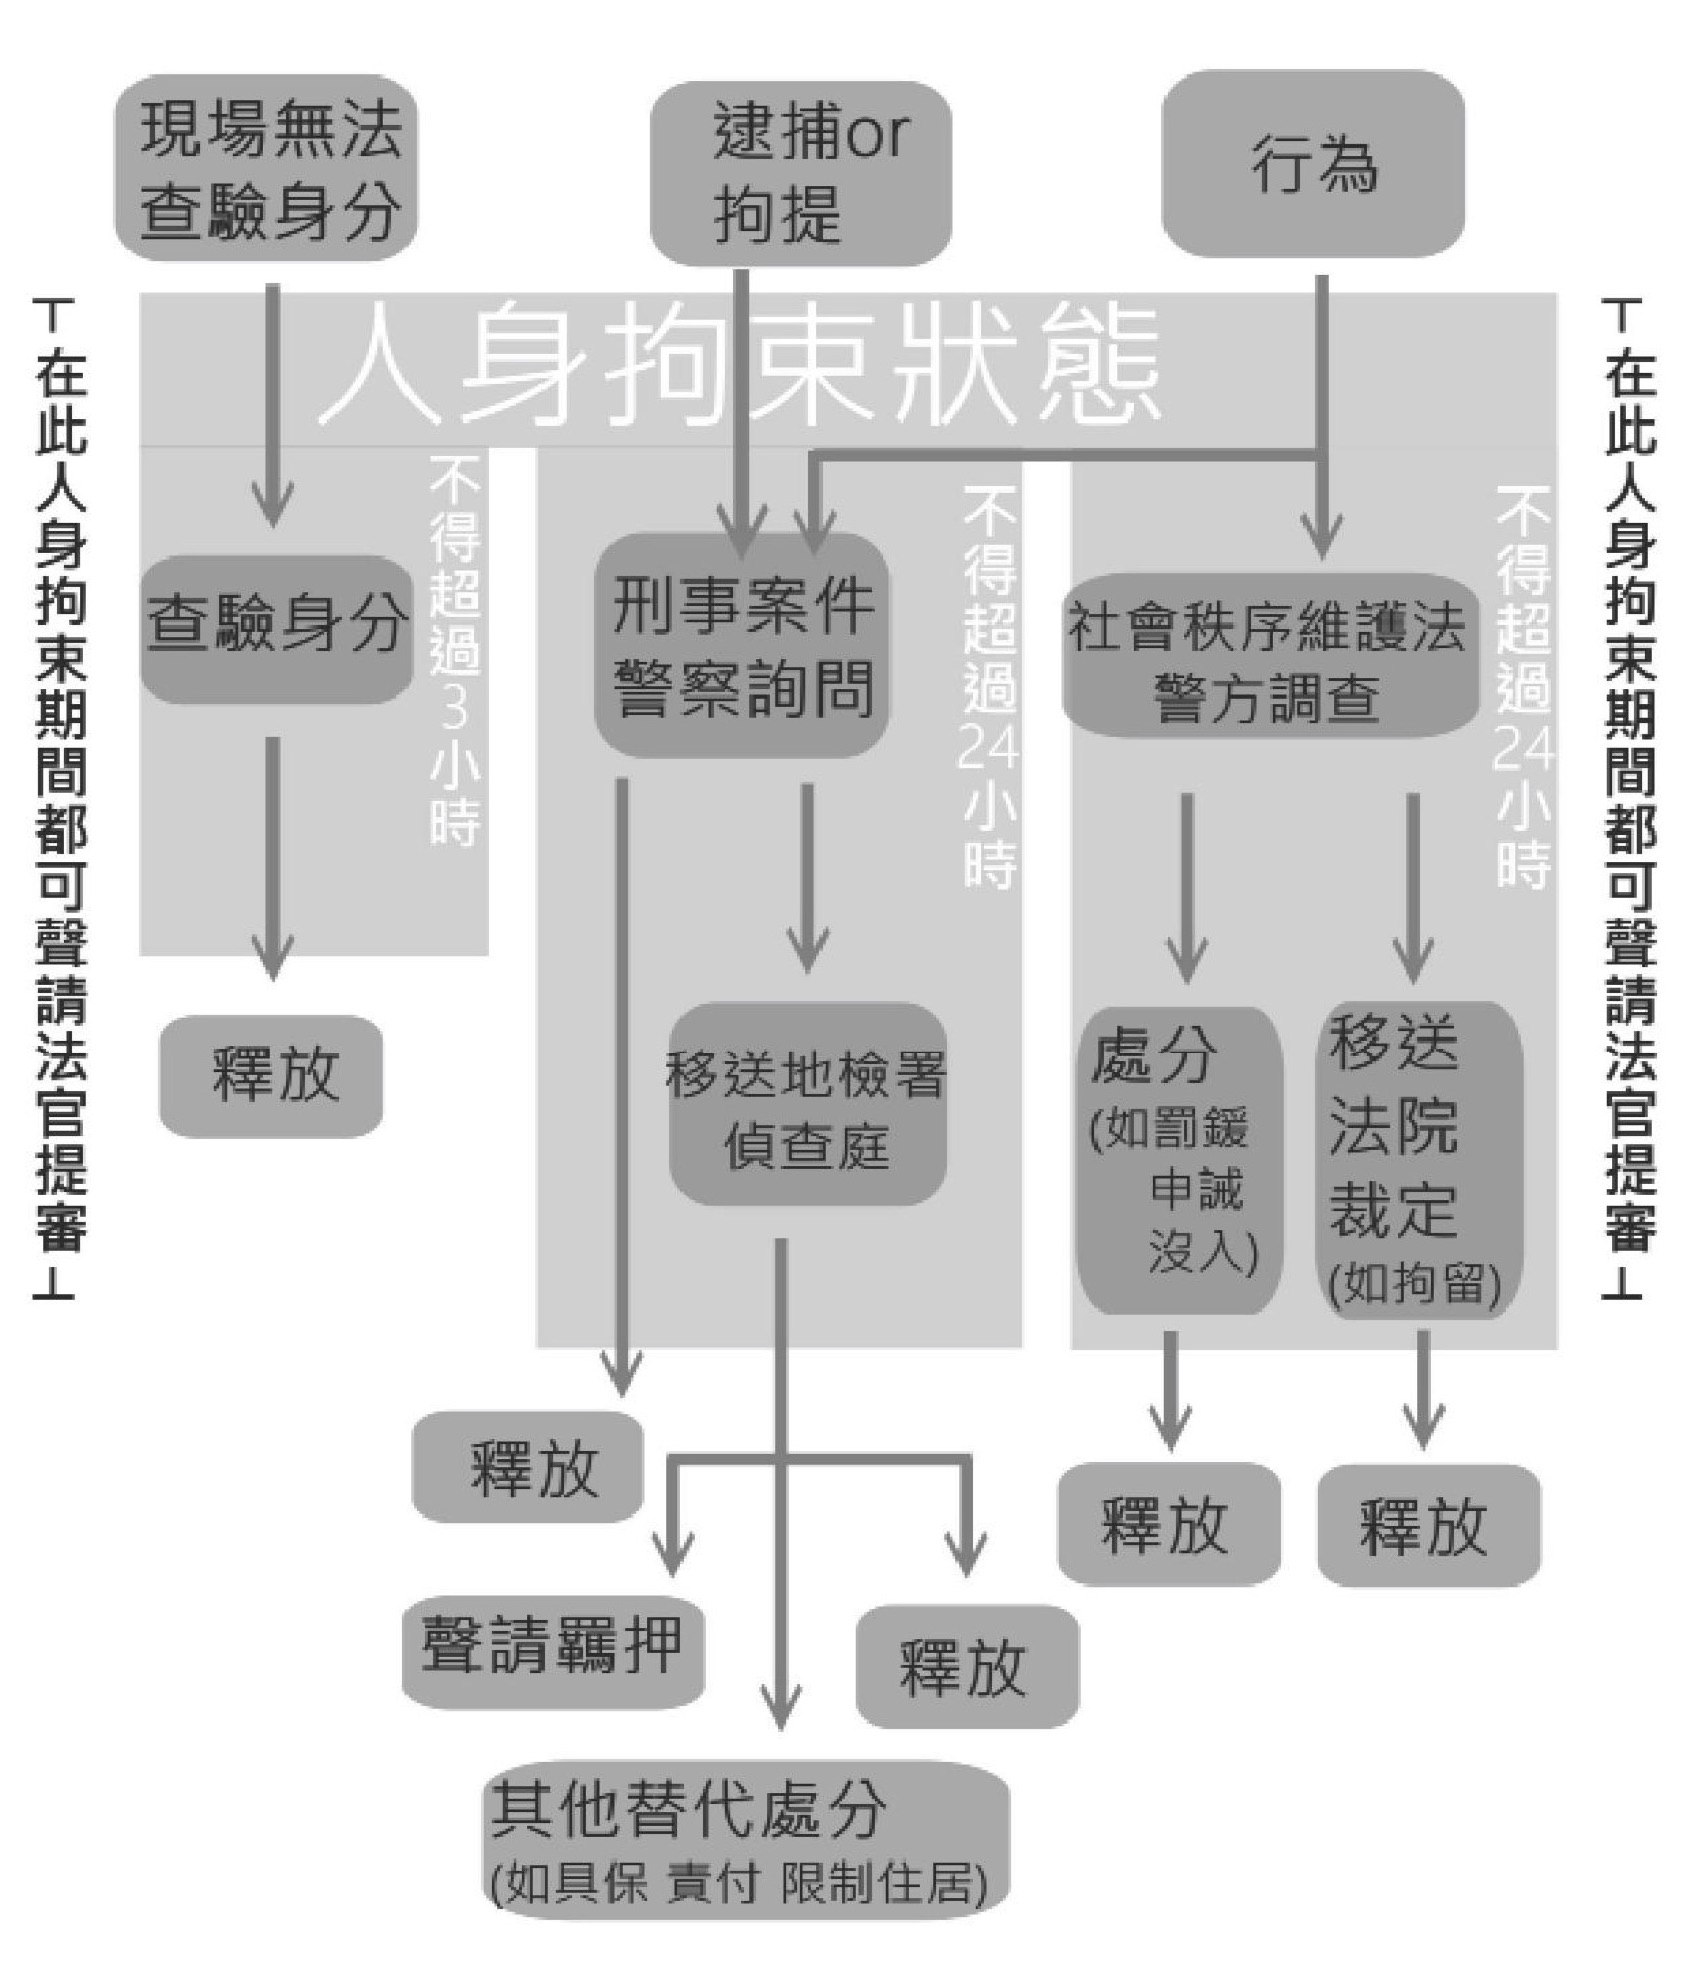 現場無法
查驗身分
逮捕or
拘提
行為
在此人身拘束期間都可聲請法官提審
人身拘束狀態
在此人身拘束期間都可聲請法官提審
不得超過3小時
不得超過24小時
不得超過24小時
查驗身分
刑事案件
警察詢問
社會秩序維護法
警方調查
釋放
移送地檢署
偵查庭
處分
(如罰鍰
申誡
沒入)
移送
法院
裁定
(如拘留)
釋放
釋放
釋放
聲請羈押
釋放
其他替代處分
(如具保 責付 限制住居)